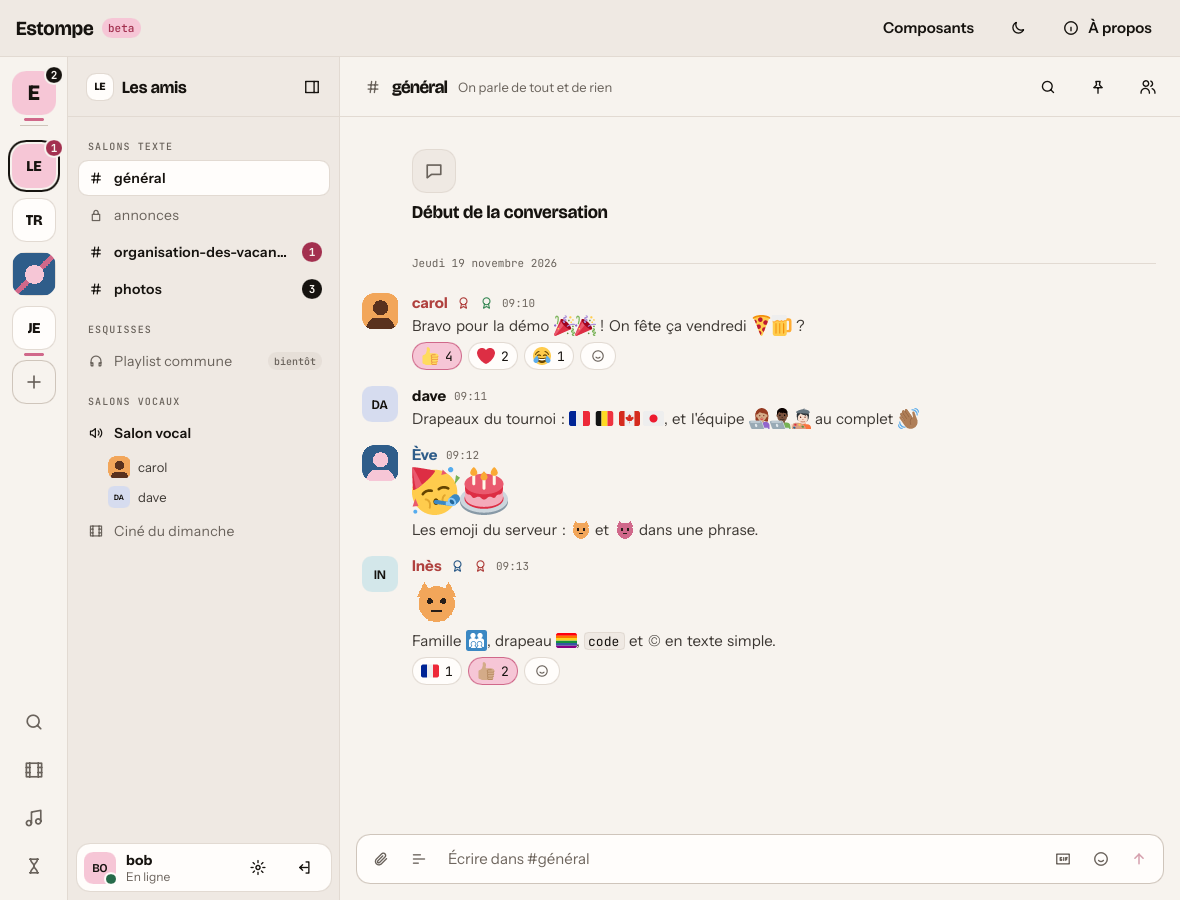 Estompe beta
Composants
À propos
E 2
LE 1
TR
JE
LE Les amis
SALONS TEXTE
# général
annonces
# organisation-des-vacan... 1
# photos 3
ESQUISSES
Playlist commune bientôt
SALONS VOCAUX
Salon vocal
carol
DA dave
Ciné du dimanche
BO bob
En ligne
# général On parle de tout et de rien
Début de la conversation
Jeudi 19 novembre 2026
carol 09:10
Bravo pour la démo 🎉🎉 ! On fête ça vendredi 🍕🍺 ?
👍 4 ❤️ 2 😂 1
DA dave 09:11
Drapeaux du tournoi : 🇫🇷 🇧🇪 🇨🇦 🇯🇵, et l'équipe 👩🏽‍💻👨🏿‍💻🧑🏻‍🎤 au complet 👋🏾
Ève 09:12
🥳🎂
Les emoji du serveur : et dans une phrase.
IN Inès 09:13
Famille 👪, drapeau 🏳️‍🌈, code et © en texte simple.
🇫🇷 1 👍🏽 2
Écrire dans #général
GIF